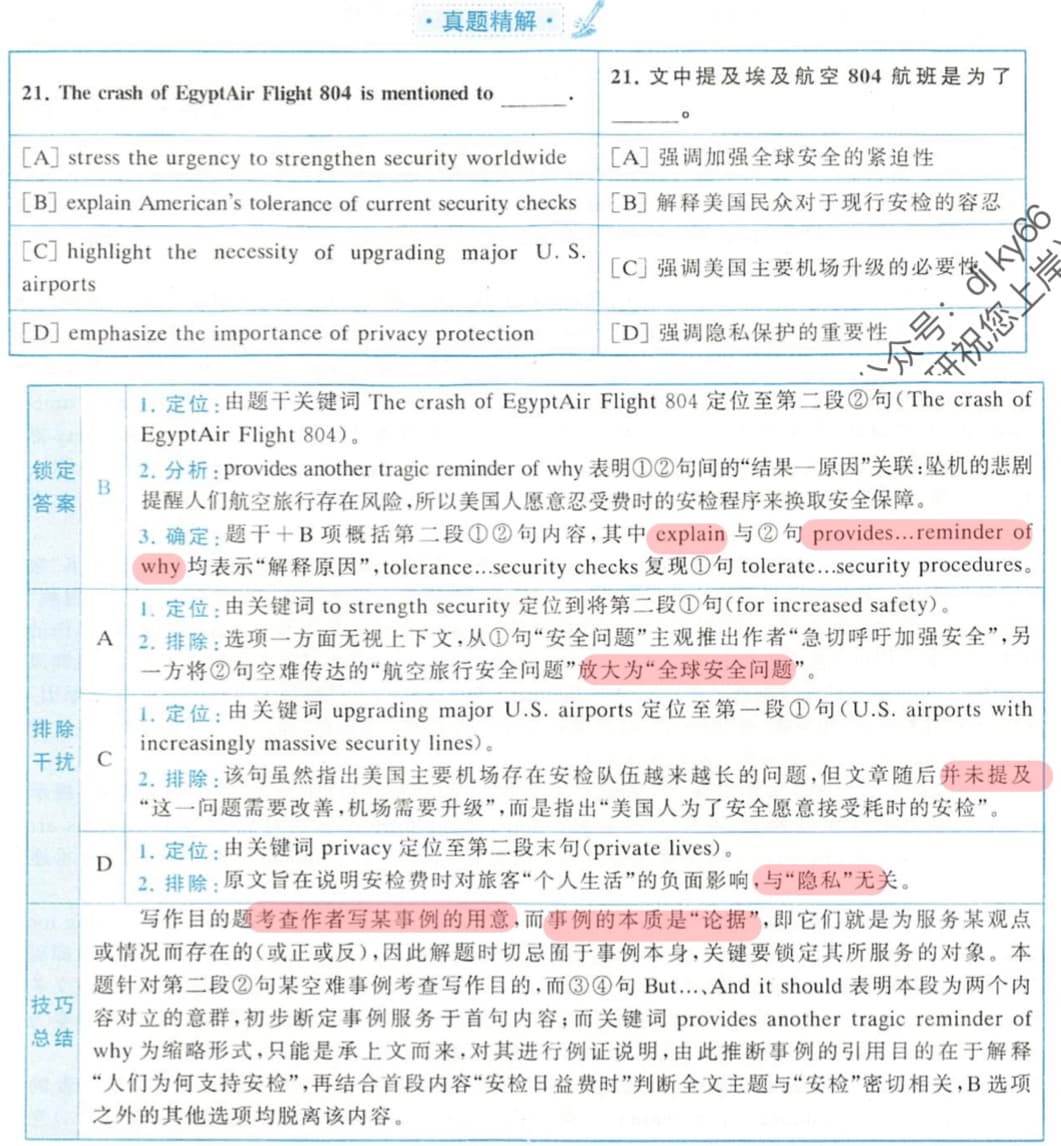 · 真题精解 ·
21. The crash of EgyptAir Flight 804 is mentioned to ______.
21. 文中提及埃及航空 804 航班是为了
______。
[A] stress the urgency to strengthen security worldwide
[A] 强调加强全球安全的紧迫性
[B] explain American's tolerance of current security checks
[B] 解释美国民众对于现行安检的容忍
[C] highlight the necessity of upgrading major U. S.
airports
[C] 强调美国主要机场升级的必要性
[D] emphasize the importance of privacy protection
[D] 强调隐私保护的重要性
众号：dj ky66
研祝您上岸
锁定
答案
B
1. 定位:由题干关键词 The crash of EgyptAir Flight 804 定位至第二段②句(The crash of
EgyptAir Flight 804)。
2. 分析:provides another tragic reminder of why 表明①②句间的“结果—原因”关联:坠机的悲剧
提醒人们航空旅行存在风险,所以美国人愿意忍受费时的安检程序来换取安全保障。
3. 确定:题干＋B 项概括第二段①②句内容,其中 explain 与②句 provides…reminder of
why 均表示“解释原因”,tolerance…security checks 复现①句 tolerate…security procedures。
排除
干扰
A
1. 定位:由关键词 to strength security 定位到将第二段①句(for increased safety)。
2. 排除:选项一方面无视上下文,从①句“安全问题”主观推出作者“急切呼吁加强安全”,另
一方将②句空难传达的“航空旅行安全问题”放大为“全球安全问题”。
C
1. 定位:由关键词 upgrading major U.S. airports 定位至第一段①句(U.S. airports with
increasingly massive security lines)。
2. 排除:该句虽然指出美国主要机场存在安检队伍越来越长的问题,但文章随后并未提及
“这一问题需要改善,机场需要升级”,而是指出“美国人为了安全愿意接受耗时的安检”。
D
1. 定位:由关键词 privacy 定位至第二段末句(private lives)。
2. 排除:原文旨在说明安检费时对旅客“个人生活”的负面影响,与“隐私”无关。
技巧
总结
写作目的题考查作者写某事例的用意,而事例的本质是“论据”,即它们就是为服务某观点
或情况而存在的(或正或反),因此解题时切忌囿于事例本身,关键要锁定其所服务的对象。本
题针对第二段②句某空难事例考查写作目的,而③④句 But…、And it should 表明本段为两个内
容对立的意群,初步断定事例服务于首句内容;而关键词 provides another tragic reminder of
why 为缩略形式,只能是承上文而来,对其进行例证说明,由此推断事例的引用目的在于解释
“人们为何支持安检”,再结合首段内容“安检日益费时”判断全文主题与“安检”密切相关,B 选项
之外的其他选项均脱离该内容。